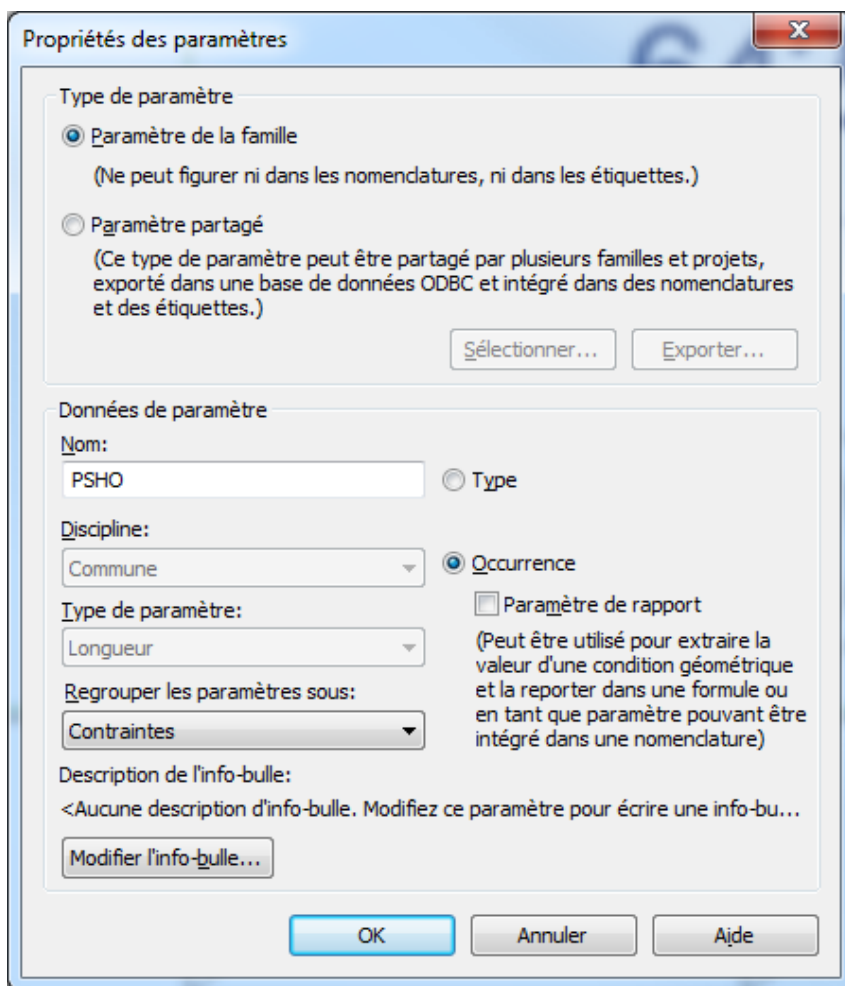 Propriétés des paramètres
Type de paramètre
Paramètre de la famille
(Ne peut figurer ni dans les nomenclatures, ni dans les étiquettes.)
Paramètre partagé
(Ce type de paramètre peut être partagé par plusieurs familles et projets,
exporté dans une base de données ODBC et intégré dans des nomenclatures
et des étiquettes.)
Sélectionner... Exporter...
Données de paramètre
Nom:
PSHO
Type
Discipline:
Commune
Occurrence
Paramètre de rapport
Type de paramètre:
Longueur
(Peut être utilisé pour extraire la
valeur d'une condition géométrique
et la reporter dans une formule ou
en tant que paramètre pouvant être
intégré dans une nomenclature)
Regrouper les paramètres sous:
Contraintes
Description de l'info-bulle:
<Aucune description d'info-bulle. Modifiez ce paramètre pour écrire une info-bu...
Modifier l'info-bulle...
OK Annuler Aide